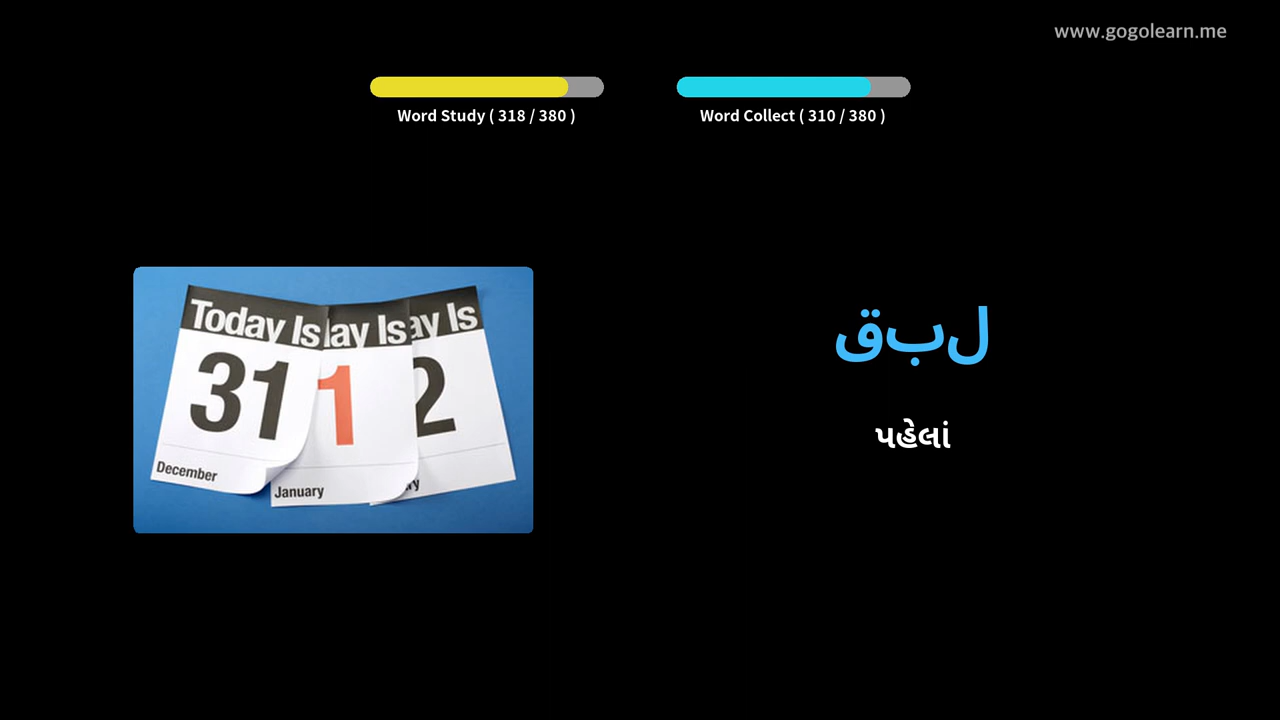 www.gogolearn.me
Word Study ( 318 / 380 )
Word Collect ( 310 / 380 )
Today Is
ay Is
ay Is
31
1
2
December
January
ry
لبق
પહેલાં